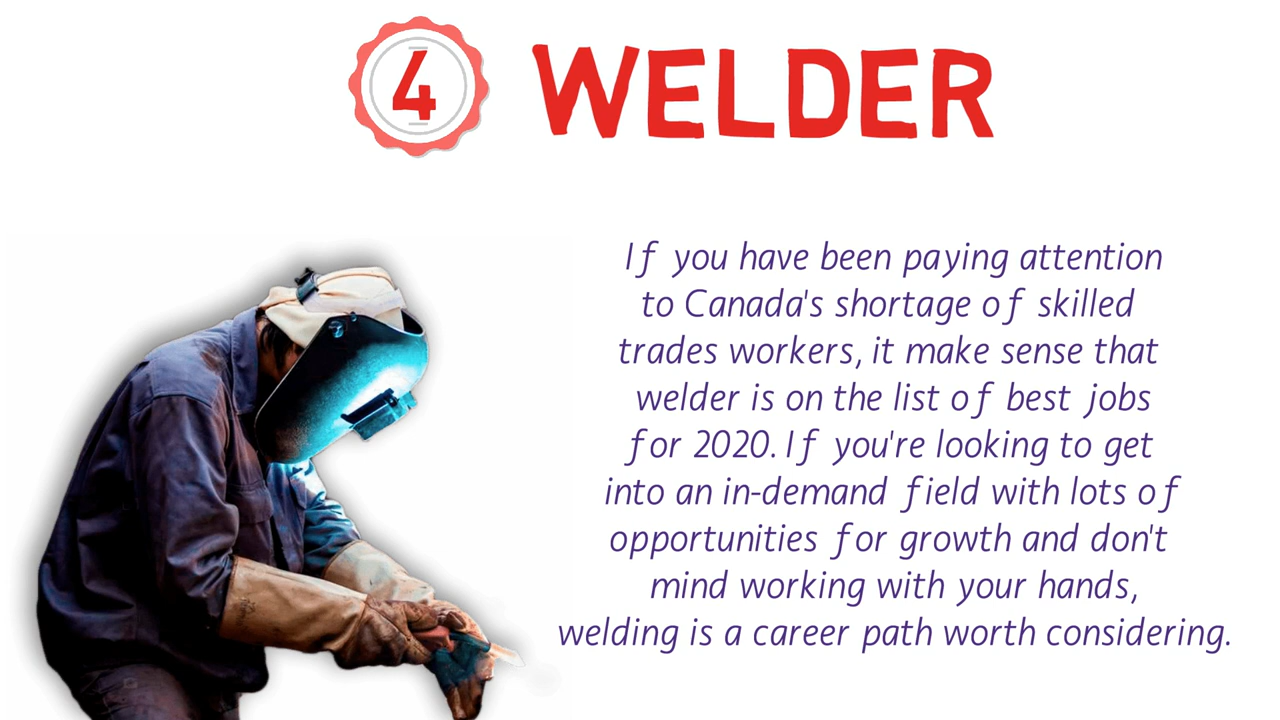 4 WELDER
If you have been paying attention
to Canada's shortage of skilled
trades workers, it make sense that
welder is on the list of best jobs
for 2020. If you're looking to get
into an in-demand field with lots of
opportunities for growth and don't
mind working with your hands,
welding is a career path worth considering.